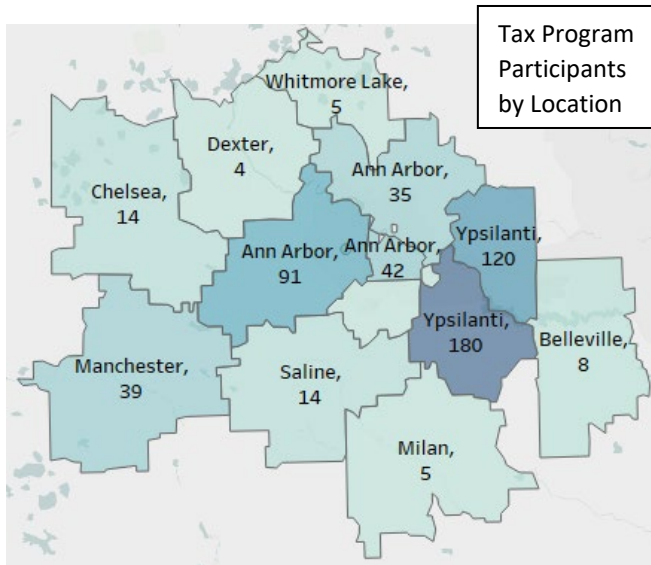 Tax Program
Participants
by Location
Whitmore Lake,
5
Dexter,
4
Ann Arbor,
35
Chelsea,
14
Ypsilanti,
120
Ann Arbor,
91
Ann Arbor,
42
Ypsilanti,
180
Belleville,
8
Manchester,
39
Saline,
14
Milan,
5